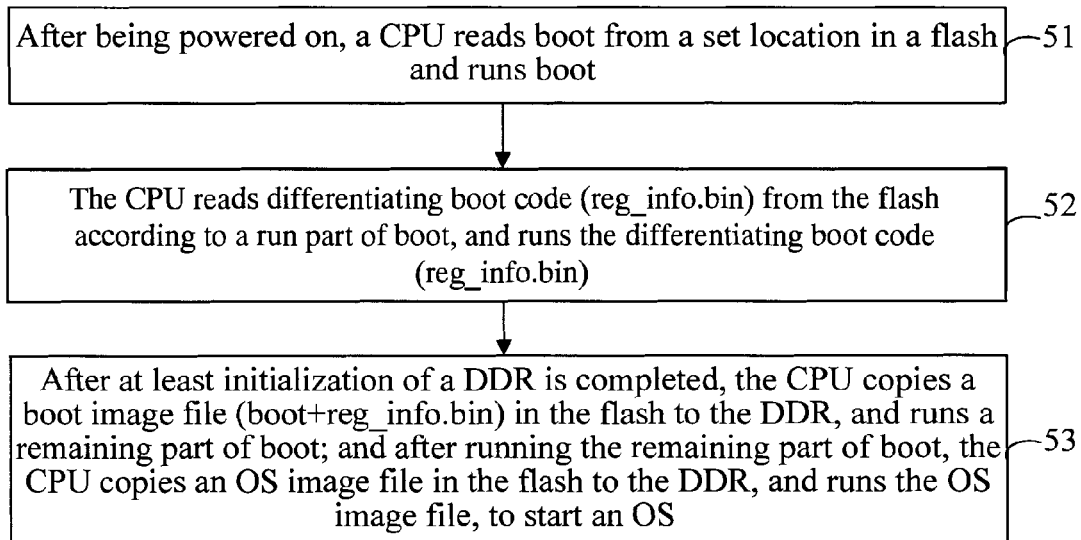 After being powered on, a CPU reads boot from a set location in a flash
and runs boot
51
The CPU reads differentiating boot code (reg_info.bin) from the flash
according to a run part of boot, and runs the differentiating boot code
(reg_info.bin)
52
After at least initialization of a DDR is completed, the CPU copies a
boot image file (boot+reg_info.bin) in the flash to the DDR, and runs a
remaining part of boot; and after running the remaining part of boot, the
CPU copies an OS image file in the flash to the DDR, and runs the OS
image file, to start an OS
53